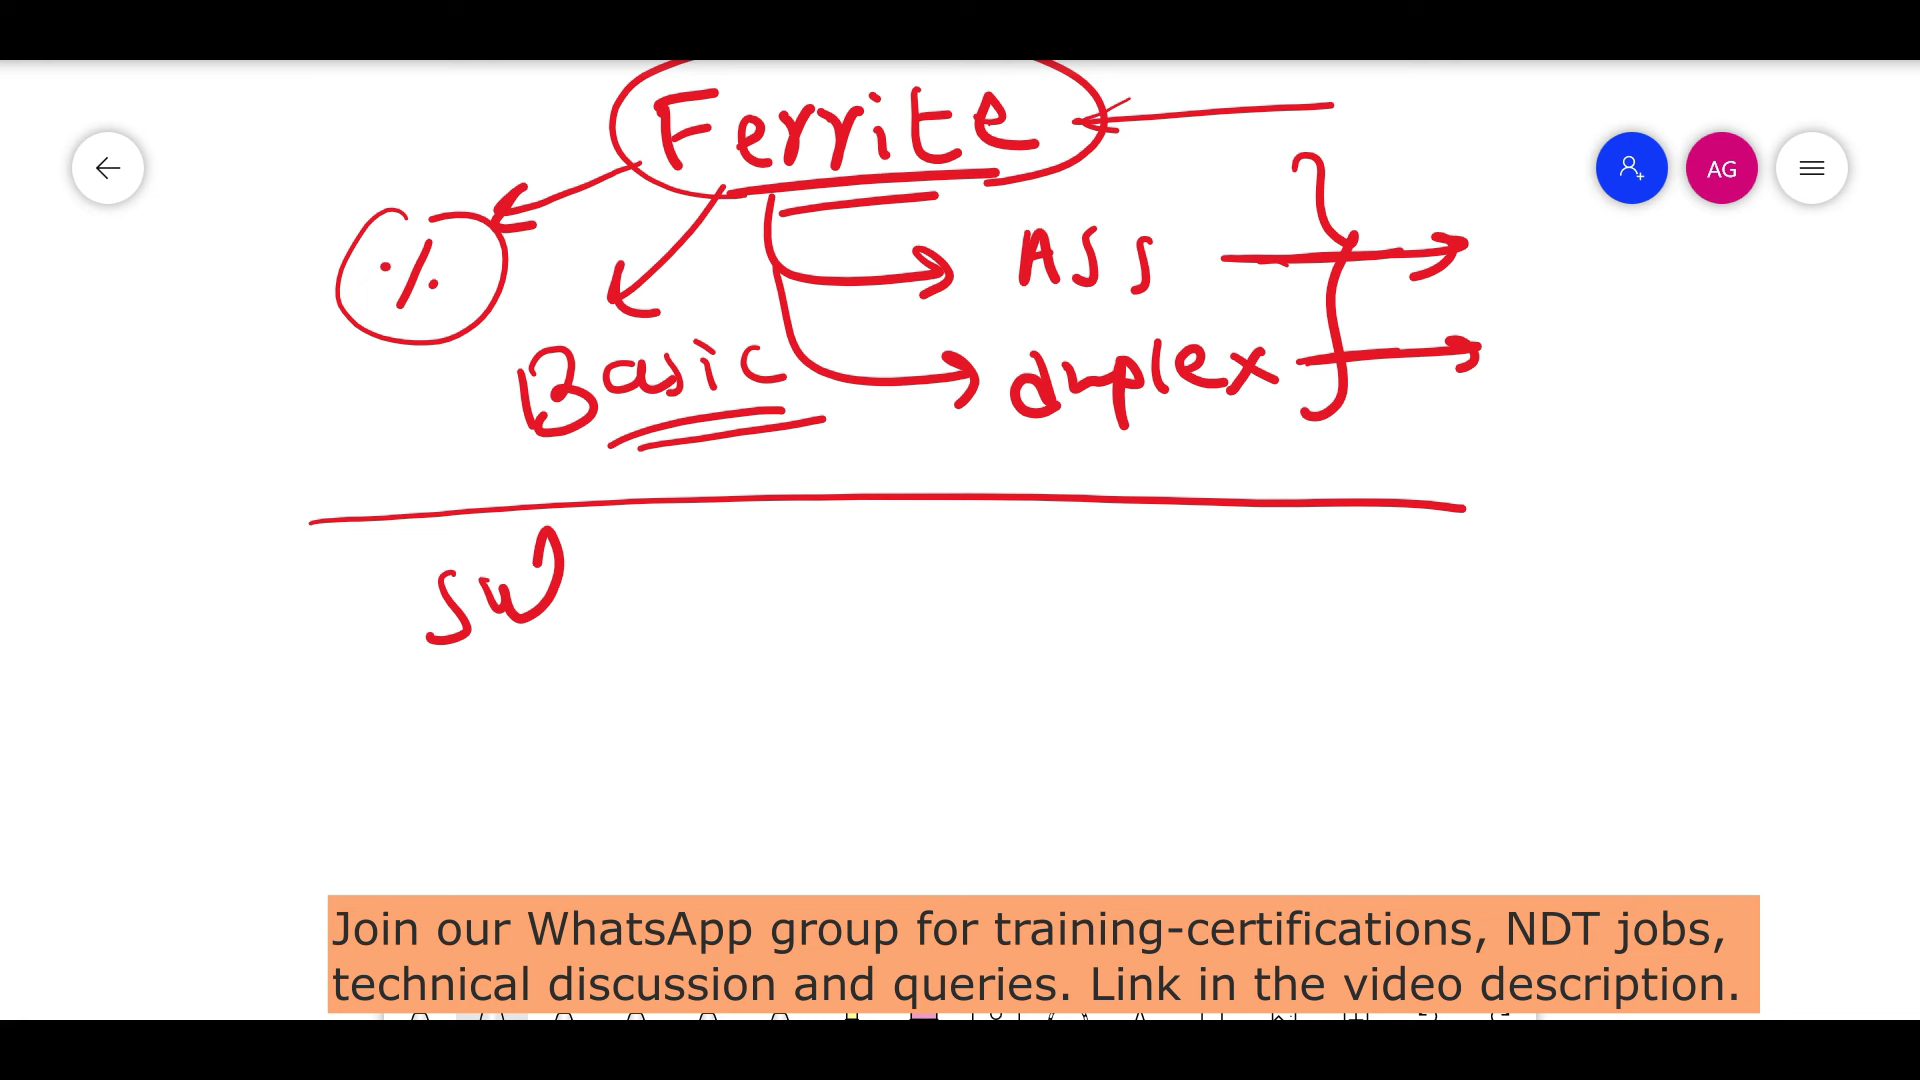 Ferrite
AG
%
ASS
Basic
duplex
SW
Join our WhatsApp group for training-certifications, NDT jobs,
technical discussion and queries. Link in the video description.